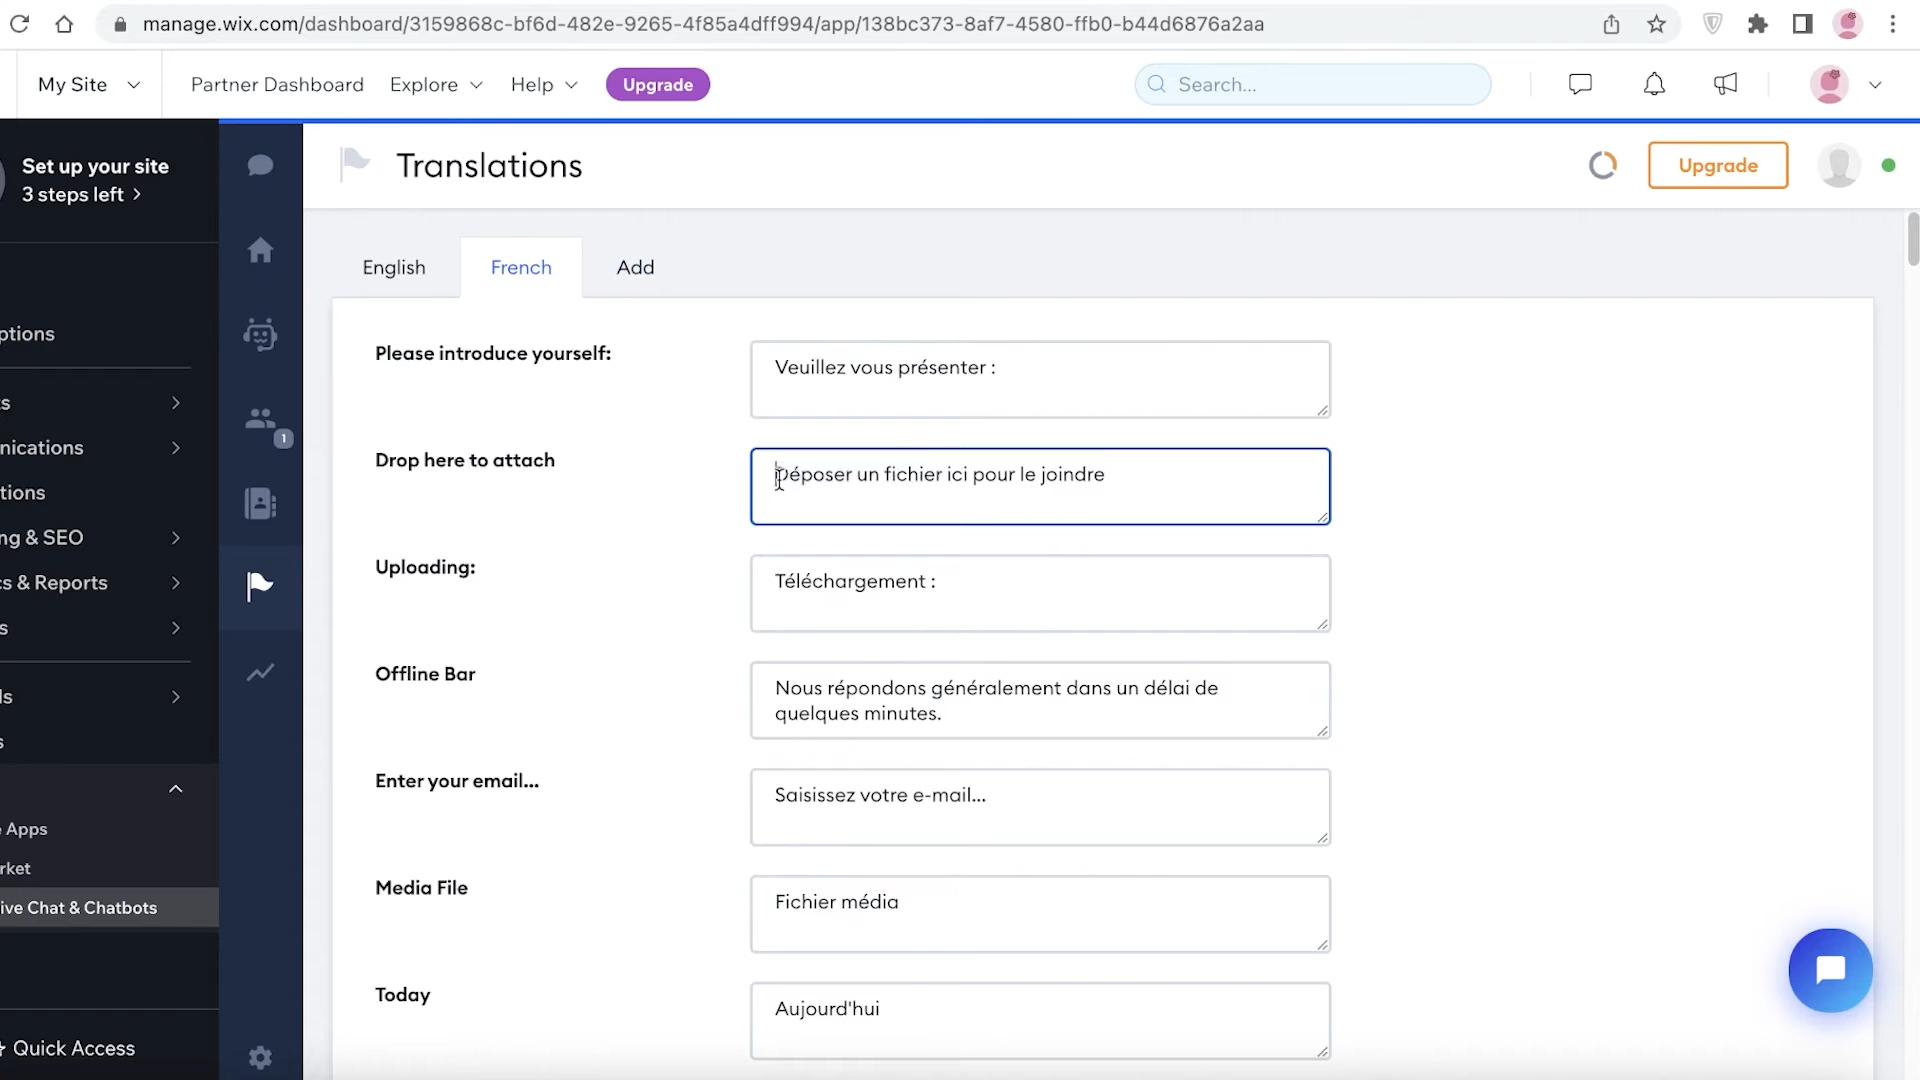 manage.wix.com/dashboard/3159868c-bf6d-482e-9265-4f85a4dff994/app/138bc373-8af7-4580-ffb0-b44d6876a2aa
My Site
Partner Dashboard
Explore
Help
Upgrade
Search...
Set up your site
3 steps left
Translations
Upgrade
English
French
Add
ptions
s
nications
tions
ng & SEO
s & Reports
s
ls
s
Apps
rket
ive Chat & Chatbots
Quick Access
1
Please introduce yourself:
Veuillez vous présenter :
Drop here to attach
Déposer un fichier ici pour le joindre
Uploading:
Téléchargement :
Offline Bar
Nous répondons généralement dans un délai de
quelques minutes.
Enter your email...
Saisissez votre e-mail...
Media File
Fichier média
Today
Aujourd'hui